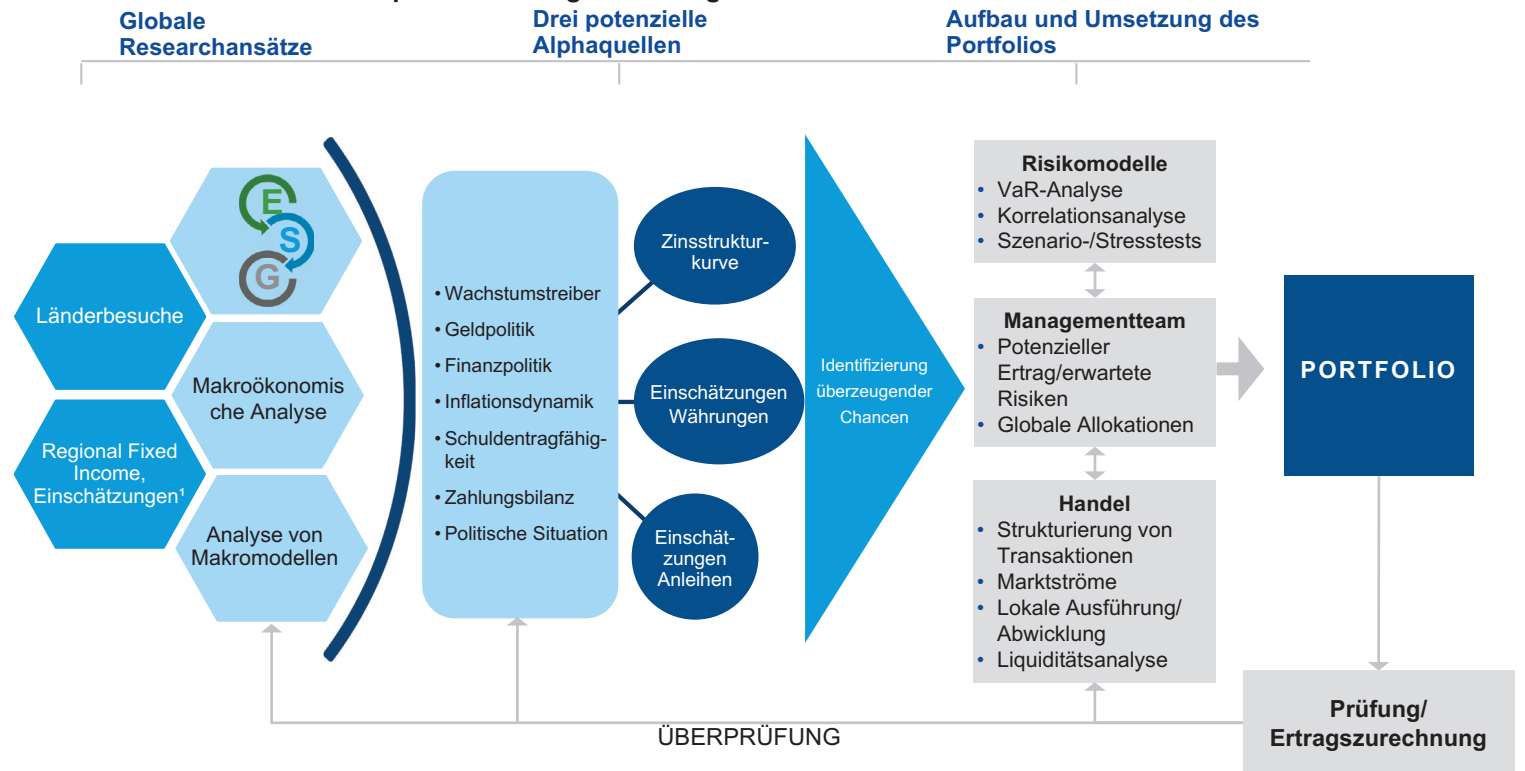 Globale
Researchansätze
Drei potenzielle
Alphaquellen
Aufbau und Umsetzung des
Portfolios
E
S
G
Länderbesuche
Makroökonomis
che Analyse
Regional Fixed
Income,
Einschätzungen¹
Analyse von
Makromodellen
• Wachstumstreiber
• Geldpolitik
• Finanzpolitik
• Inflationsdynamik
• Schuldentragfähig-
keit
• Zahlungsbilanz
• Politische Situation
Zinsstruktur-
kurve
Einschätzungen
Währungen
Einschät-
zungen
Anleihen
Identifizierung
überzeugender
Chancen
Risikomodelle
• VaR-Analyse
• Korrelationsanalyse
• Szenario-/Stresstests
Managementteam
• Potenzieller
Ertrag/erwartete
Risiken
• Globale Allokationen
Handel
• Strukturierung von
Transaktionen
• Marktströme
• Lokale Ausführung/
Abwicklung
• Liquiditätsanalyse
PORTFOLIO
Prüfung/
Ertragszurechnung
ÜBERPRÜFUNG